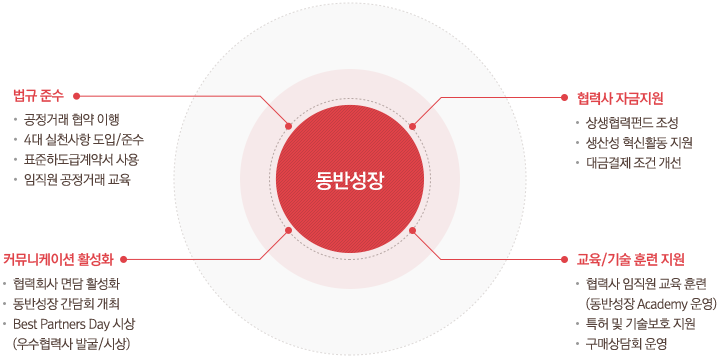 법규 준수
공정거래 협약 이행
4대 실천사항 도입/준수
표준하도급계약서 사용
임직원 공정거래 교육
협력사 자금지원
상생협력펀드 조성
생산성 혁신활동 지원
대금결제 조건 개선
동반성장
커뮤니케이션 활성화
협력회사 면담 활성화
동반성장 간담회 개최
Best Partners Day 시상
(우수협력사 발굴/시상)
교육/기술 훈련 지원
협력사 임직원 교육 훈련
(동반성장 Academy 운영)
특허 및 기술보호 지원
구매상담회 운영